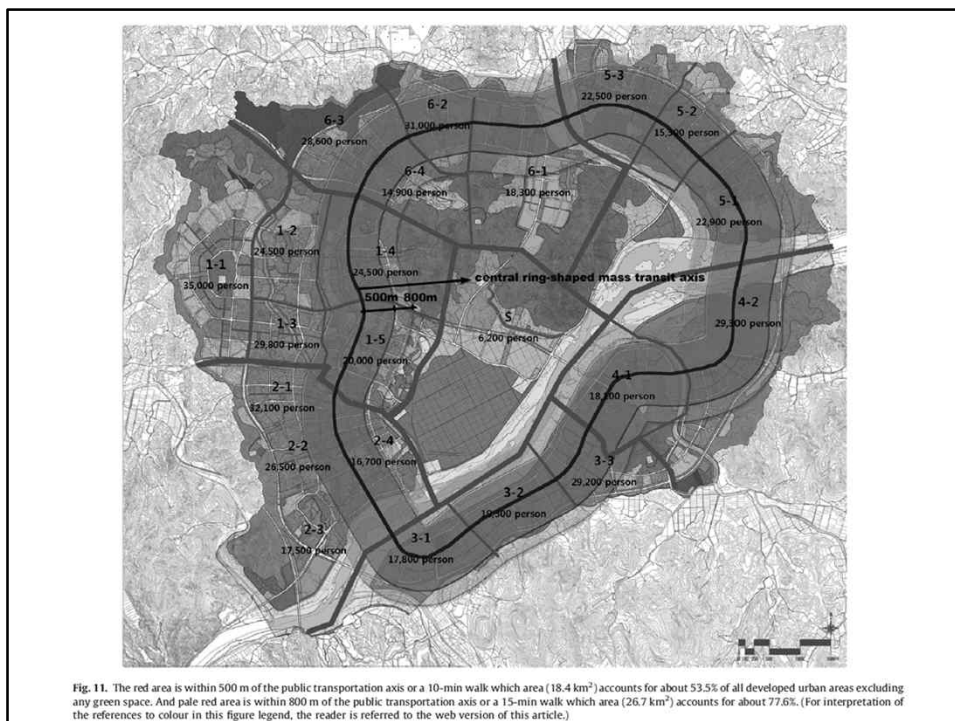 5-3
22,500 person
6-2
31,000 person
5-2
15,300 person
6-3
28,600 person
6-4
14,900 person
6-1
18,300 person
5-1
22,900 person
1-2
24,500 person
1-4
24,500 person
1-1
35,000 person
central ring-shaped mass transit axis
500m 800m
4-2
29,300 person
S
6,200 person
1-3
29,800 person
1-5
20,000 person
4-1
18,100 person
2-1
32,100 person
2-4
16,700 person
2-2
26,500 person
3-3
29,200 person
3-2
19,300 person
2-3
17,500 person
3-1
17,800 person
Fig. 11. The red area is within 500 m of the public transportation axis or a 10-min walk which area (18.4 km²) accounts for about 53.5% of all developed urban areas excluding
any green space. And pale red area is within 800 m of the public transportation axis or a 15-min walk which area (26.7 km²) accounts for about 77.6%. (For interpretation of
the references to colour in this figure legend, the reader is referred to the web version of this article.)